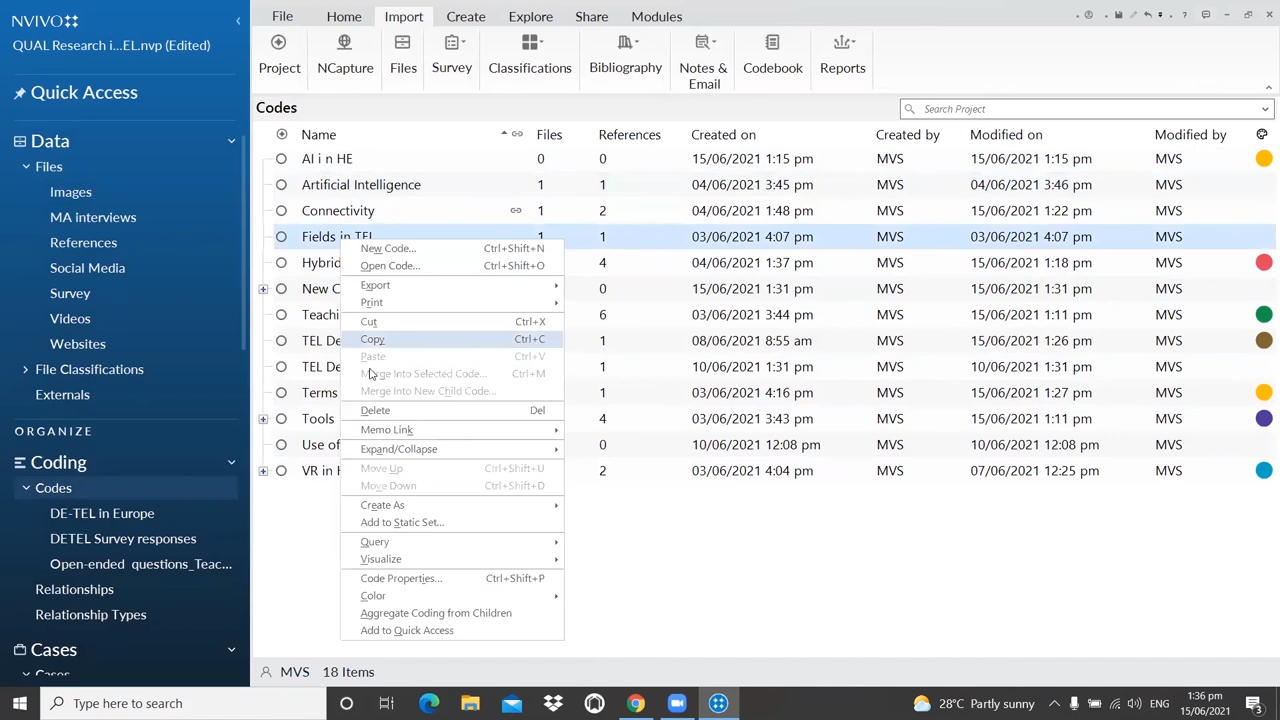 NVIVO
QUAL Research i...EL.nvp (Edited)
Quick Access
Data
Files
Images
MA interviews
References
Social Media
Survey
Videos
Websites
File Classifications
Externals
ORGANIZE
Coding
Codes
DE-TEL in Europe
DETEL Survey responses
Open-ended questions_Teac...
Relationships
Relationship Types
Cases
Cases
File Home Import Create Explore Share Modules
Project NCapture Files Survey Classifications Bibliography Notes & Email Codebook Reports
Codes
Search Project
Name Files References Created on Created by Modified on Modified by
AI i n HE 0 0 15/06/2021 1:15 pm MVS 15/06/2021 1:15 pm MVS
Artificial Intelligence 1 1 04/06/2021 3:45 pm MVS 04/06/2021 3:46 pm MVS
Connectivity 1 2 04/06/2021 1:48 pm MVS 04/06/2021 1:48 pm MVS
Fields in TEL 1 1 03/06/2021 4:07 pm MVS 03/06/2021 4:07 pm MVS
Hybrid 4 04/06/2021 1:37 pm MVS 15/06/2021 1:18 pm MVS
New C 0 15/06/2021 1:31 pm MVS 15/06/2021 1:31 pm MVS
Teachi 6 03/06/2021 3:44 pm MVS 15/06/2021 1:11 pm MVS
TEL De 1 08/06/2021 8:55 am MVS 15/06/2021 1:11 pm MVS
TEL De 1 10/06/2021 1:31 pm MVS 10/06/2021 1:31 pm MVS
Terms 1 03/06/2021 4:16 pm MVS 15/06/2021 1:27 pm MVS
Tools 4 03/06/2021 3:43 pm MVS 15/06/2021 1:11 pm MVS
Use of 0 10/06/2021 12:08 pm MVS 10/06/2021 12:08 pm MVS
VR in H 2 03/06/2021 4:04 pm MVS 07/06/2021 12:25 pm MVS
New Code... Ctrl+Shift+N
Open Code... Ctrl+Shift+O
Export
Print
Cut Ctrl+X
Copy Ctrl+C
Paste Ctrl+V
Merge Into Selected Code... Ctrl+M
Merge Into New Child Code...
Delete Del
Memo Link
Expand/Collapse
Move Up Ctrl+Shift+U
Move Down Ctrl+Shift+D
Create As
Add to Static Set...
Query
Visualize
Code Properties... Ctrl+Shift+P
Color
Aggregate Coding from Children
Add to Quick Access
MVS 18 Items
Type here to search
28°C Partly sunny
ENG
1:36 pm
15/06/2021
3